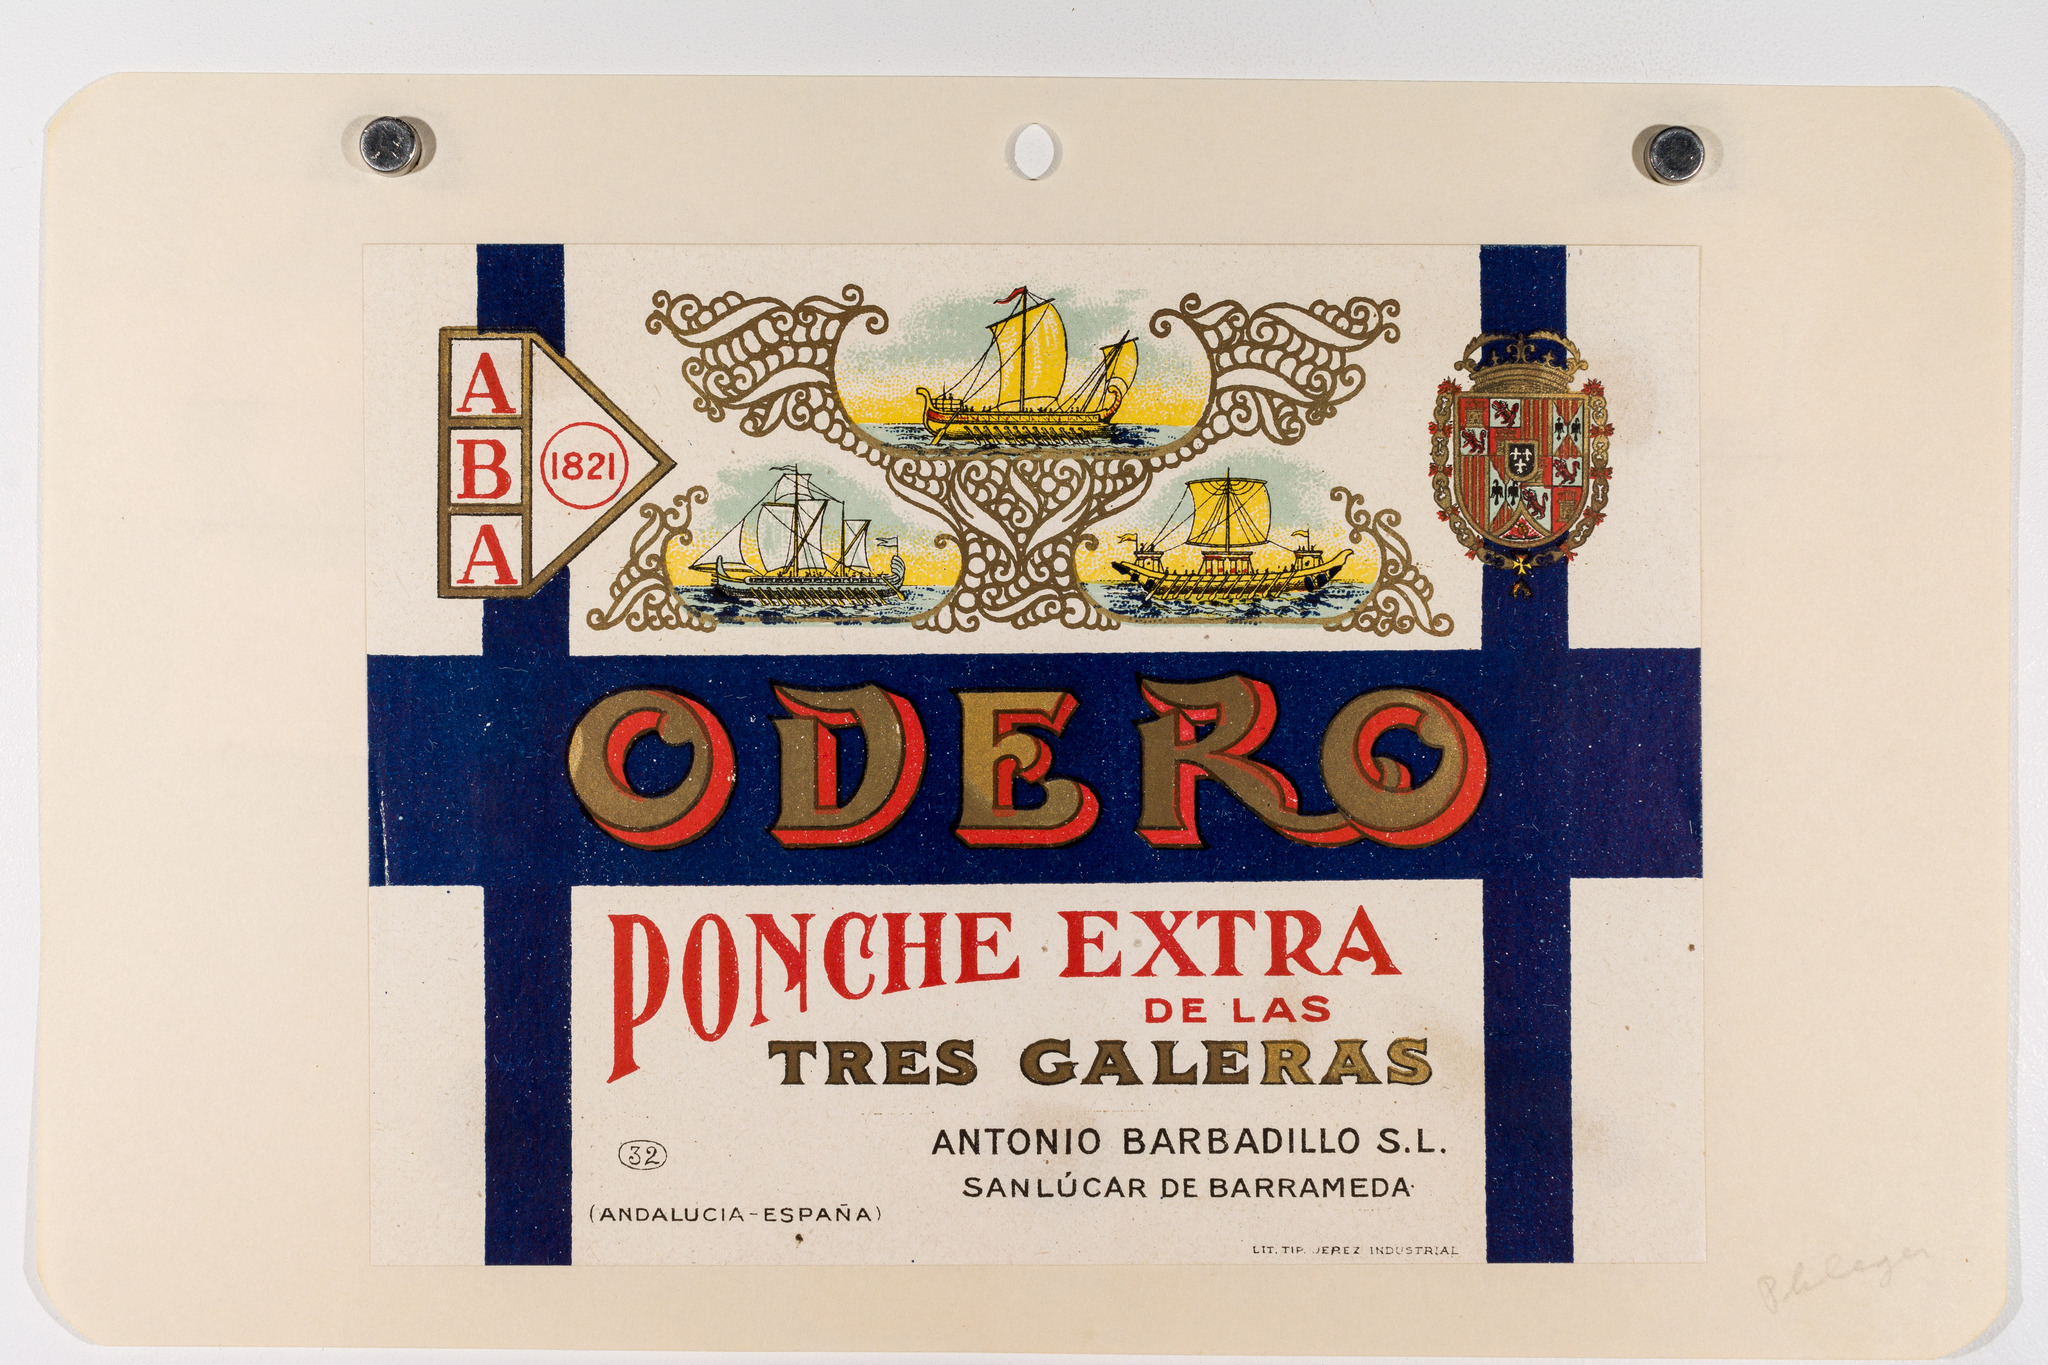 A
B
A
1821
ODERO
PONCHE EXTRA
DE LAS
TRES GALERAS
32
ANTONIO BARBADILLO S.L.
SANLÚCAR DE BARRAMEDA
(ANDALUCIA-ESPAÑA)
LIT. TIP. JEREZ INDUSTRIAL